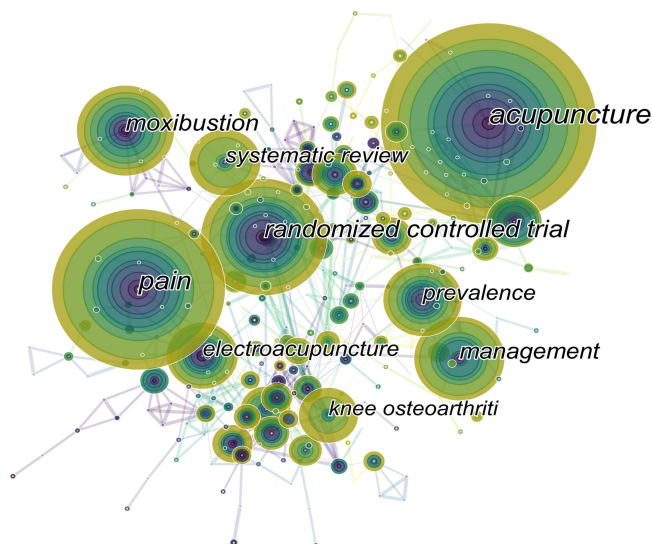 acupuncture
moxibustion
systematic review
randomized controlled trial
pain
prevalence
electroacupuncture
management
knee osteoarthriti